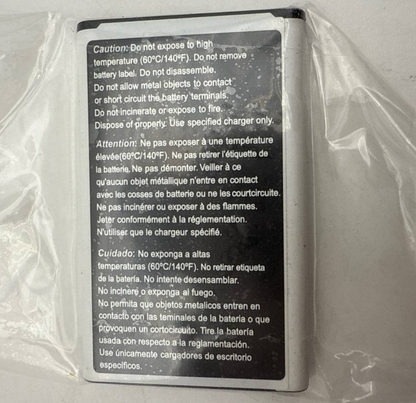 Caution: Do not expose to high
temperature (60°C/140°F). Do not remove
battery label. Do not disassemble.
Do not allow metal objects to contact
or short circuit the battery terminals.
Do not incinerate or expose to fire.
Dispose of property. Use specified charger only.
Attention: Ne pas exposer à une température
élevée(60°C/140°F). Ne pas retirer l'étiquette de
la batterie, Ne pas démonter. Veiller à ce
qu'aucun objet métallique n'entre en contact
avec les cosses de batterie ou ne les courtcircuite.
Ne pas incinérer ou exposer à des flammes.
Jeter conformément à la réglementation.
N'utiliser que le chargeur spécifié.
Cuidado: No exponga a altas
temperaturas (60°C/140°F). No retirar etiqueta
de la batería. No intente desensamblar.
No incinere o exponga al fuego.
No permita que objetos metalicos entren en
contacto con las teminales de la bateria o que
provoquen un cortocircuito. Tire la batería
usada con respecto a la reglamentación.
Use únicamente cargadores de escritorio
específicos.